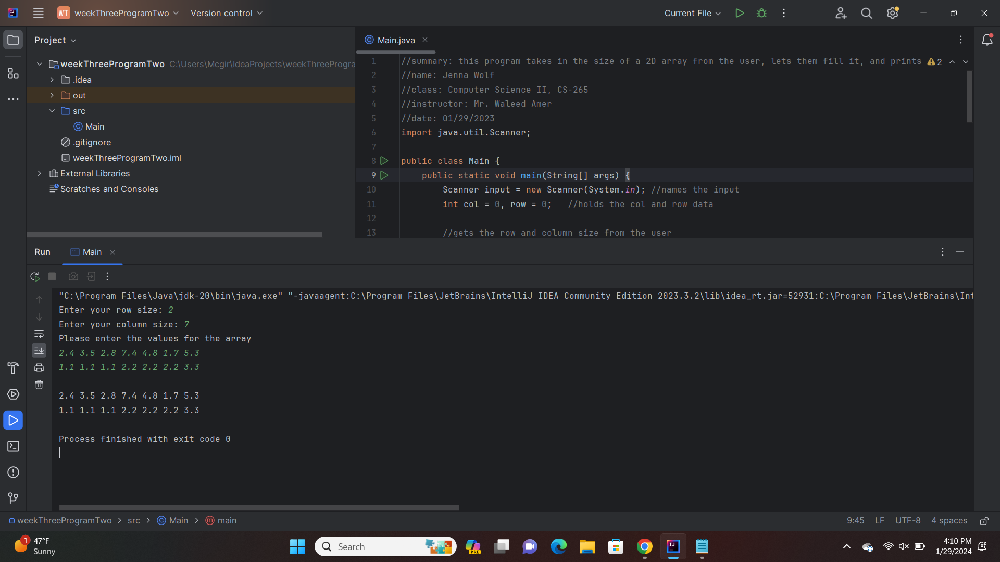 WT weekThreeProgramTwo Version control Current File
Project
weekThreeProgramTwo C:\Users\Mcgir\IdeaProjects\weekThreeProgra
.idea
out
src
Main
.gitignore
weekThreeProgramTwo.iml
External Libraries
Scratches and Consoles
Main.java
1 //summary: this program takes in the size of a 2D array from the user, lets them fill it, and prints 2
2 //name: Jenna Wolf
3 //class: Computer Science II, CS-265
4 //instructor: Mr. Waleed Amer
5 //date: 01/29/2023
6 import java.util.Scanner;
7
8 public class Main {
9 public static void main(String[] args) {
10 Scanner input = new Scanner(System.in); //names the input
11 int col = 0, row = 0; //holds the col and row data
12
13 //gets the row and column size from the user
Run Main
"C:\Program Files\Java\jdk-20\bin\java.exe" "-javaagent:C:\Program Files\JetBrains\IntelliJ IDEA Community Edition 2023.3.2\lib\idea_rt.jar=52931:C:\Program Files\JetBrains\Int
Enter your row size: 2
Enter your column size: 7
Please enter the values for the array
2.4 3.5 2.8 7.4 4.8 1.7 5.3
1.1 1.1 1.1 2.2 2.2 2.2 3.3
2.4 3.5 2.8 7.4 4.8 1.7 5.3
1.1 1.1 1.1 2.2 2.2 2.2 3.3
Process finished with exit code 0
weekThreeProgramTwo > src > Main > main 9:45 LF UTF-8 4 spaces
1 47°F
Sunny
Search
PRE
4:10 PM
1/29/2024